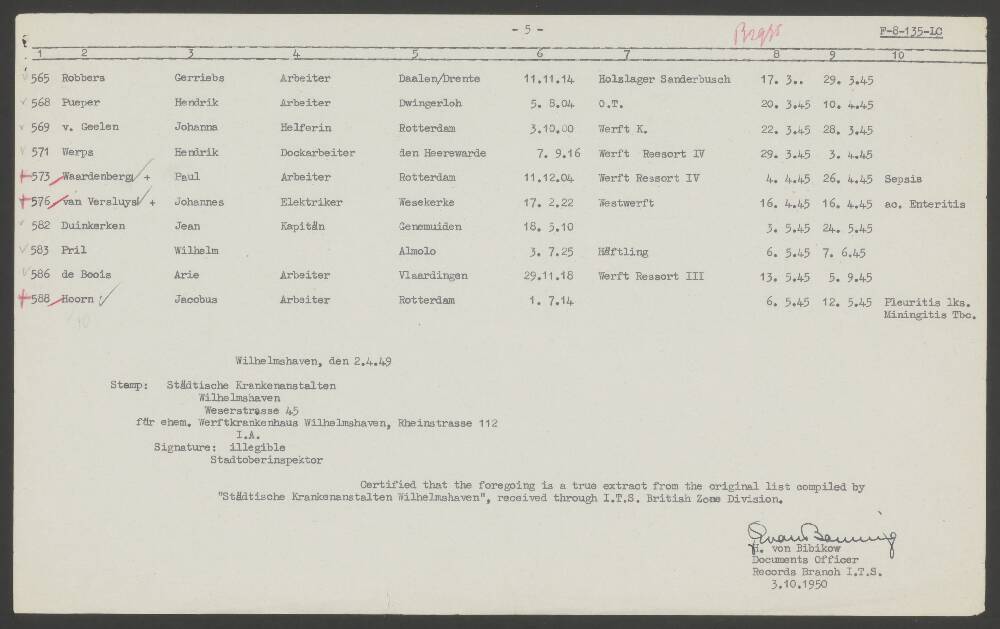 - 5 -
F-8-135-LC
1 2 3 4 5 6 7 8 9 10
565 Robbers Gerriebs Arbeiter Daalen/Drente 11.11.14 Holzlager Sanderbusch 17. 3.. 29. 3.45
568 Pueper Hendrik Arbeiter Dwingerloh 5. 8.04 O.T. 20. 3.45 10. 4.45
569 v. Geelen Johanna Helferin Rotterdam 3.10.00 Werft K. 22. 3.45 28. 3.45
571 Werps Hendrik Dockarbeiter den Heerewarde 7. 9.16 Werft Ressort IV 29. 3.45 3. 4.45
573 Waardenberg + Paul Arbeiter Rotterdam 11.12.04 Werft Ressort IV 4. 4.45 26. 4.45 Sepsis
576 van Versluys + Johannes Elektriker Wesekerke 17. 2.22 Westwerft 16. 4.45 16. 4.45 ac. Enteritis
582 Duinkerken Jean Kapitän Genemuiden 18. 5.10 3. 5.45 24. 5.45
583 Pril Wilhelm Almolo 3. 7.25 Häftling 6. 5.45 7. 6.45
586 de Boois Arie Arbeiter Vlaardingen 29.11.18 Werft Ressort III 13. 5.45 5. 9.45
588 Hoorn Jacobus Arbeiter Rotterdam 1. 7.14 6. 5.45 12. 5.45 Pleuritis lks.
Miningitis Tbc.
Wilhelmshaven, den 2.4.49
Stamp: Städtische Krankenanstalten
Wilhelmshaven
Weserstrasse 45
für ehem. Werftkrankenhaus Wilhelmshaven, Rheinstrasse 112
I.A.
Signature: illegible
Stadtoberinspektor
Certified that the foregoing is a true extract from the original list compiled by
"Städtische Krankenanstalten Wilhelmshaven", received through I.T.S. British Zone Division.
H. von Bibikow
Documents Officer
Records Branch I.T.S.
3.10.1950